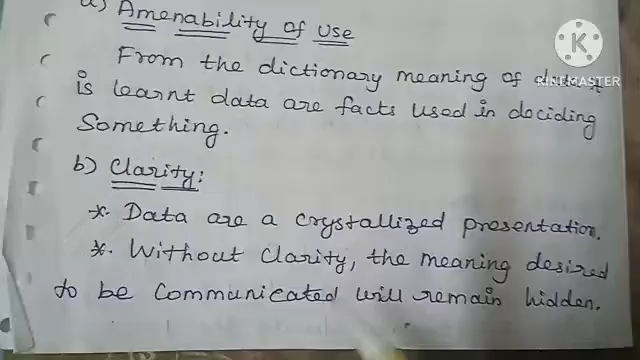 a) Amenability of Use
From the dictionary meaning of data it
is learnt data are facts used in deciding
Something.
b) Clarity:
*. Data are a crystallized presentation.
*. Without Clarity, the meaning desired
to be Communicated will remain hidden.
K
KINEMASTER